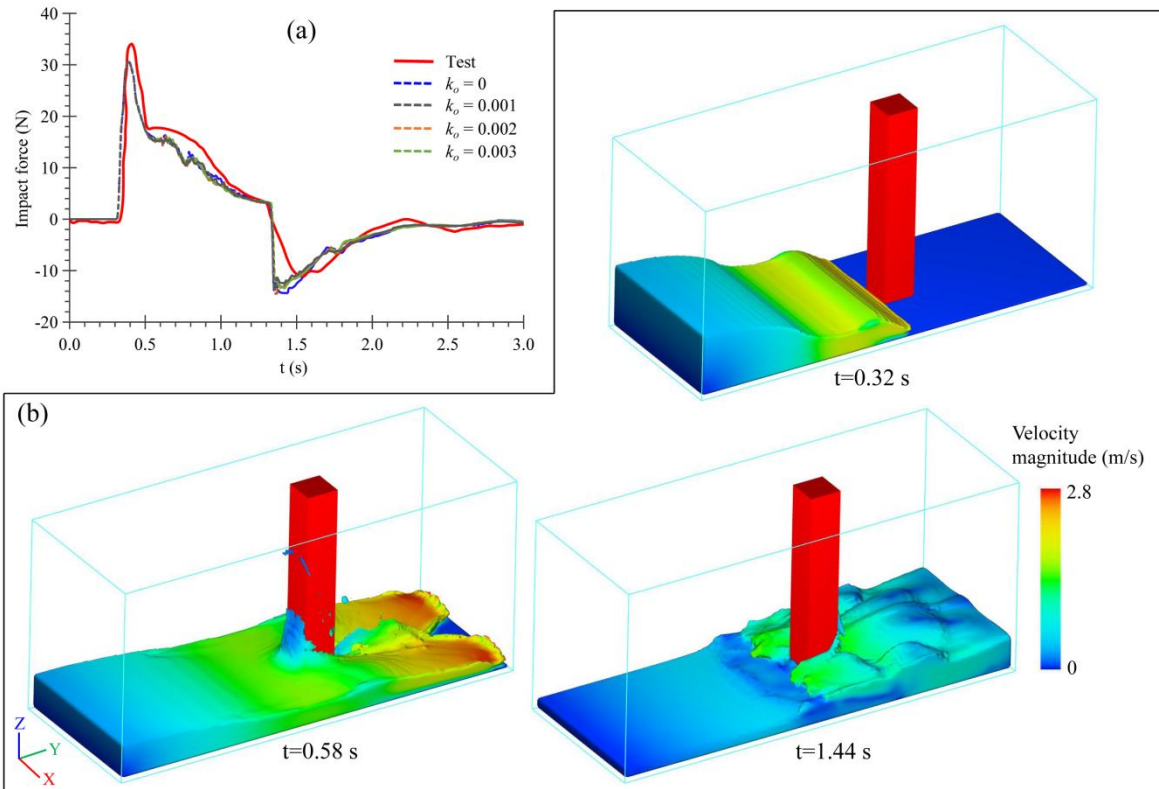 (a)
Impact force (N)
40
30
20
10
0
-10
-20
0.0 0.5 1.0 1.5 2.0 2.5 3.0
t (s)
Test
k_o = 0
k_o = 0.001
k_o = 0.002
k_o = 0.003
t=0.32 s
(b)
Velocity
magnitude (m/s)
2.8
0
Z
Y
X
t=0.58 s
t=1.44 s